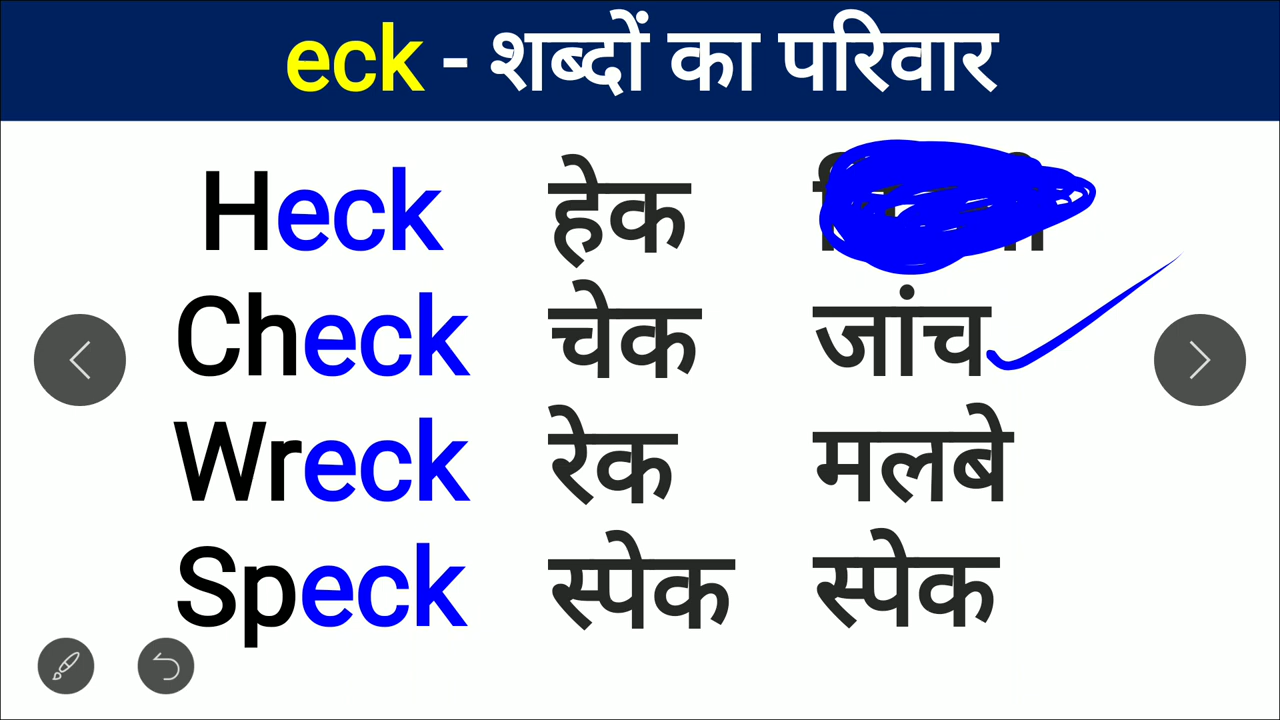 eck - शब्दों का परिवार
Heck हेक
Check चेक जांच
Wreck रेक मलबे
Speck स्पेक स्पेक